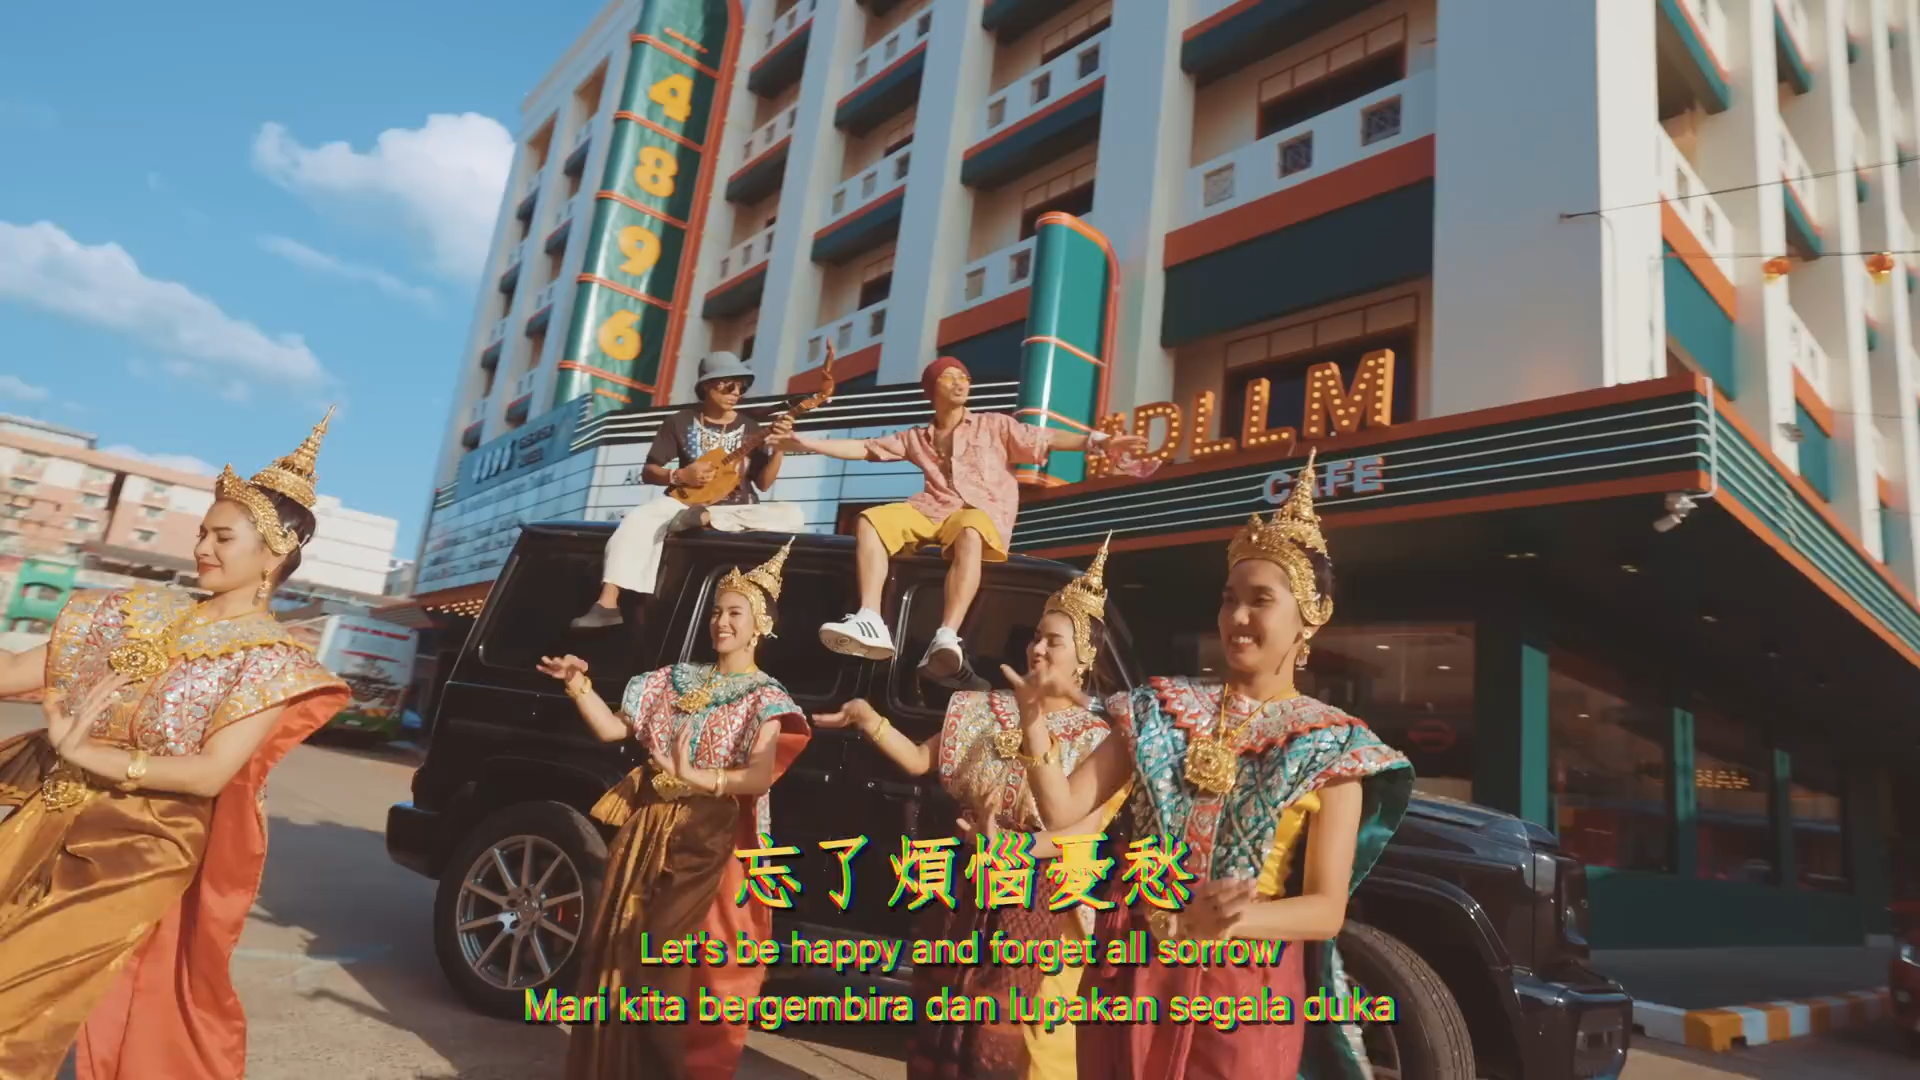 4896
#DLLM
CAFE
忘了煩惱憂愁
Let's be happy and forget all sorrow
Mari kita bergembira dan lupakan segala duka